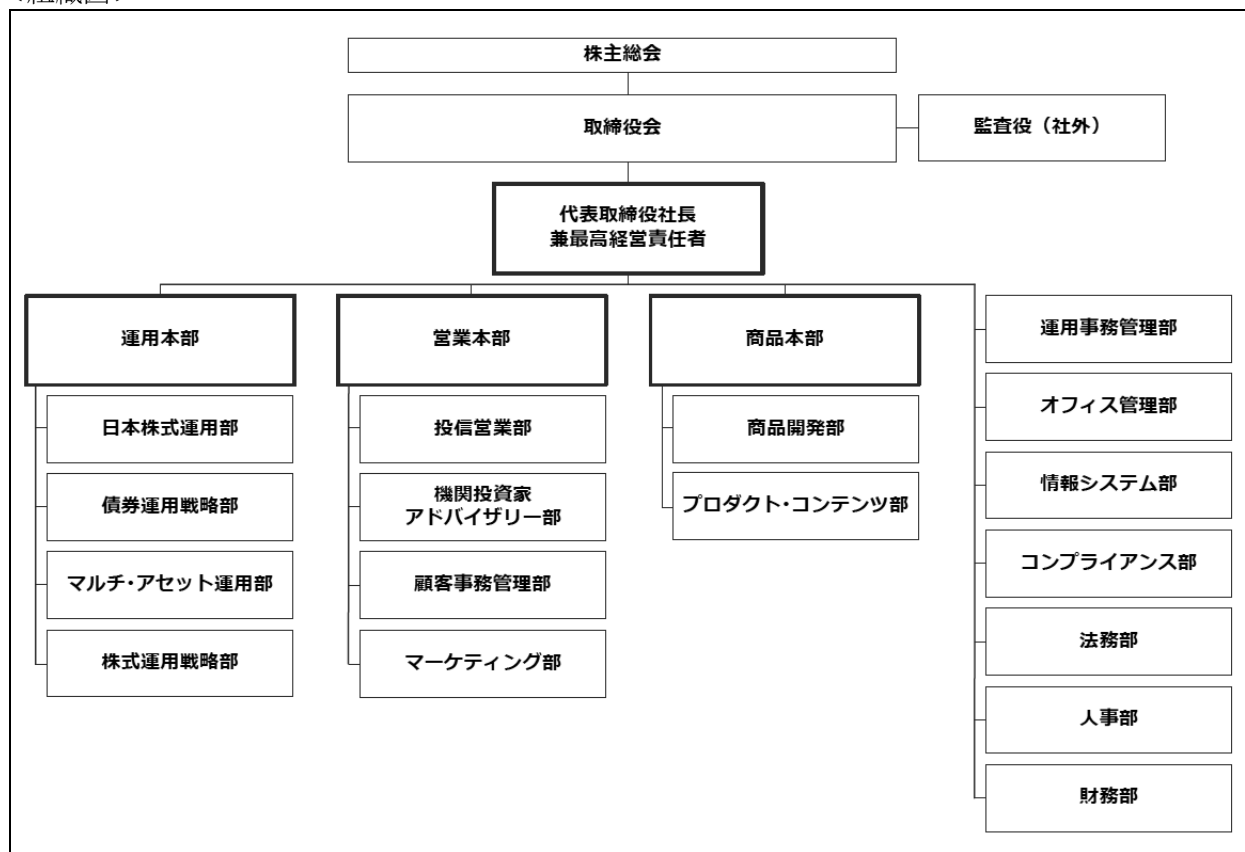 <組織図>
株主総会
取締役会
監査役（社外）
代表取締役社長
兼最高経営責任者
運用本部
日本株式運用部
債券運用戦略部
マルチ･アセット運用部
株式運用戦略部
営業本部
投信営業部
機関投資家
アドバイザリー部
顧客事務管理部
マーケティング部
商品本部
商品開発部
プロダクト･コンテンツ部
運用事務管理部
オフィス管理部
情報システム部
コンプライアンス部
法務部
人事部
財務部